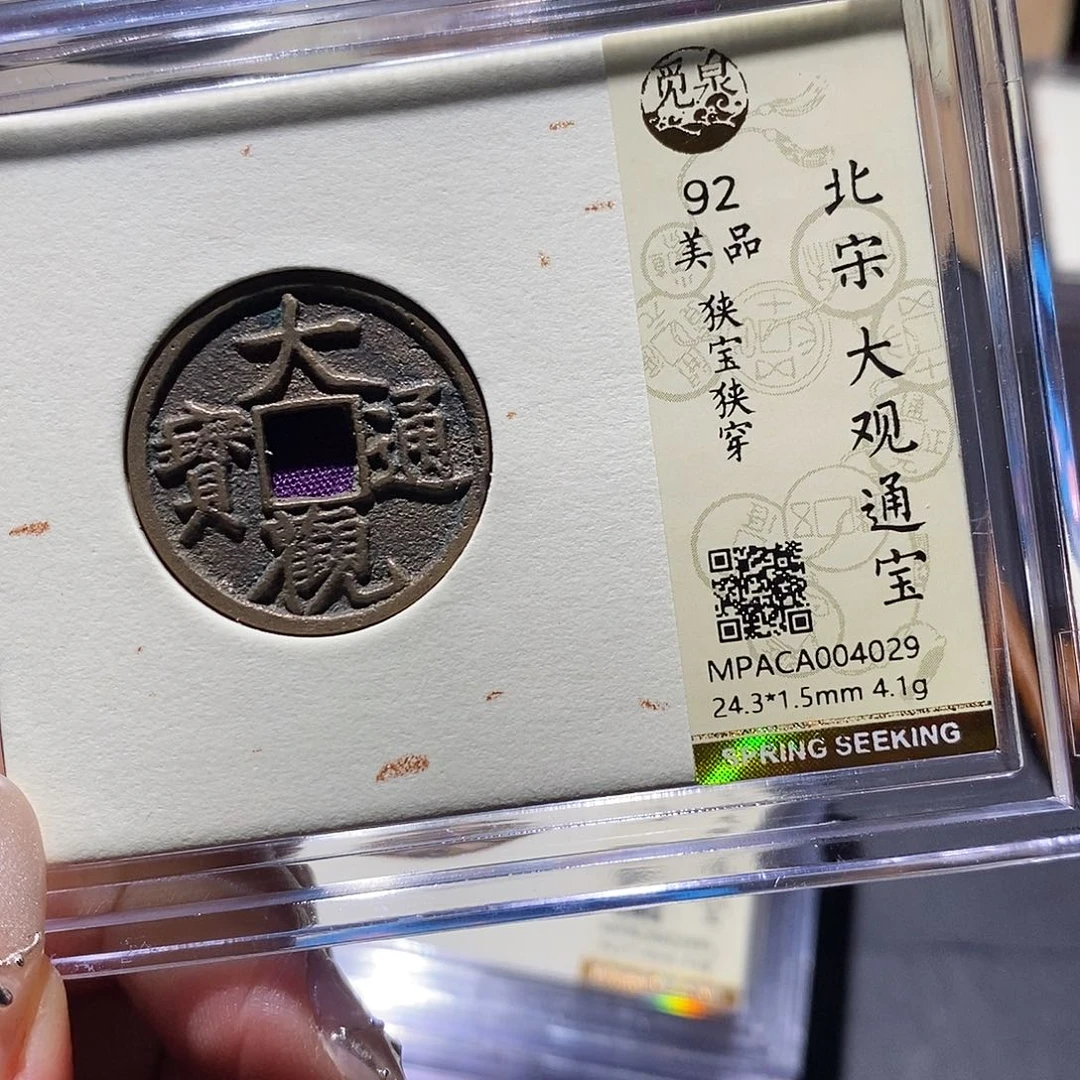 大觀通寶
觅泉
92
美品
狭宝狭穿
北宋 大观通宝
MPACA004029
24.3*1.5mm 4.1g
SPRING SEEKING